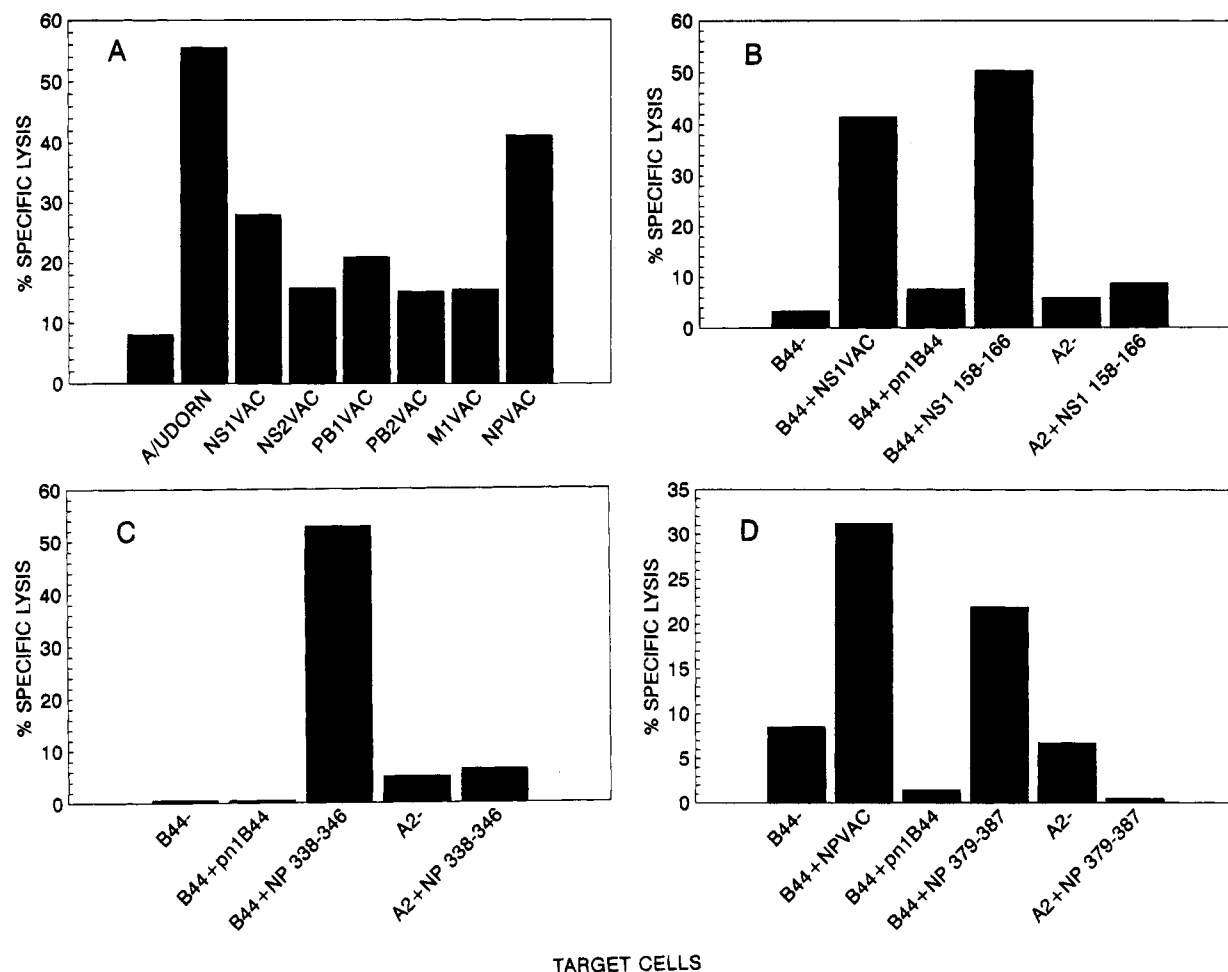 A
% SPECIFIC LYSIS
60
50
40
30
20
10
0
A/UDORN
NS1VAC
NS2VAC
PB1VAC
PB2VAC
M1VAC
NPVAC
B
% SPECIFIC LYSIS
60
50
40
30
20
10
0
B44-
B44+NS1VAC
B44+pn1B44
B44+NS1 158-166
A2-
A2+NS1 158-166
C
% SPECIFIC LYSIS
60
50
40
30
20
10
0
B44-
B44+pn1B44
B44+NP 338-346
A2-
A2+NP 338-346
D
% SPECIFIC LYSIS
35
30
25
20
15
10
5
0
B44-
B44+NPVAC
B44+pn1B44
B44+NP 379-387
A2-
A2+NP 379-387
TARGET CELLS